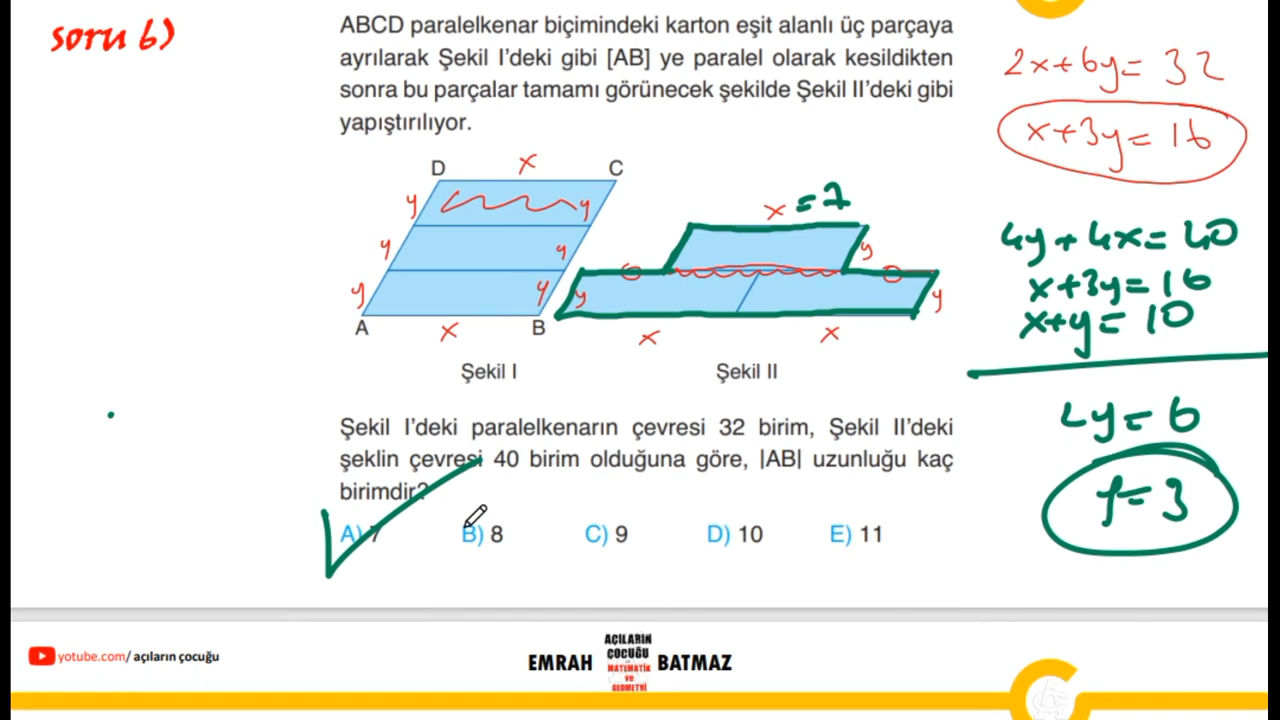 soru 6)
ABCD paralelkenar biçimindeki karton eşit alanlı üç parçaya
ayrılarak Şekil I'deki gibi [AB] ye paralel olarak kesildikten
sonra bu parçalar tamamı görünecek şekilde Şekil II'deki gibi
yapıştırılıyor.
2x+6y= 32
x+3y= 16
D x C
y y
y y
y y
A x B
x = 7
y
y y
x x
Şekil I Şekil II
4y+4x= 40
x+3y= 16
x+y= 10
2y= 6
y= 3
Şekil I'deki paralelkenarın çevresi 32 birim, Şekil II'deki
şeklin çevresi 40 birim olduğuna göre, |AB| uzunluğu kaç
birimdir?
A) 7 B) 8 C) 9 D) 10 E) 11
yotube.com/ açıların çocuğu
EMRAH AÇILARIN ÇOCUĞU MATEMATİK ve GEOMETRİ BATMAZ